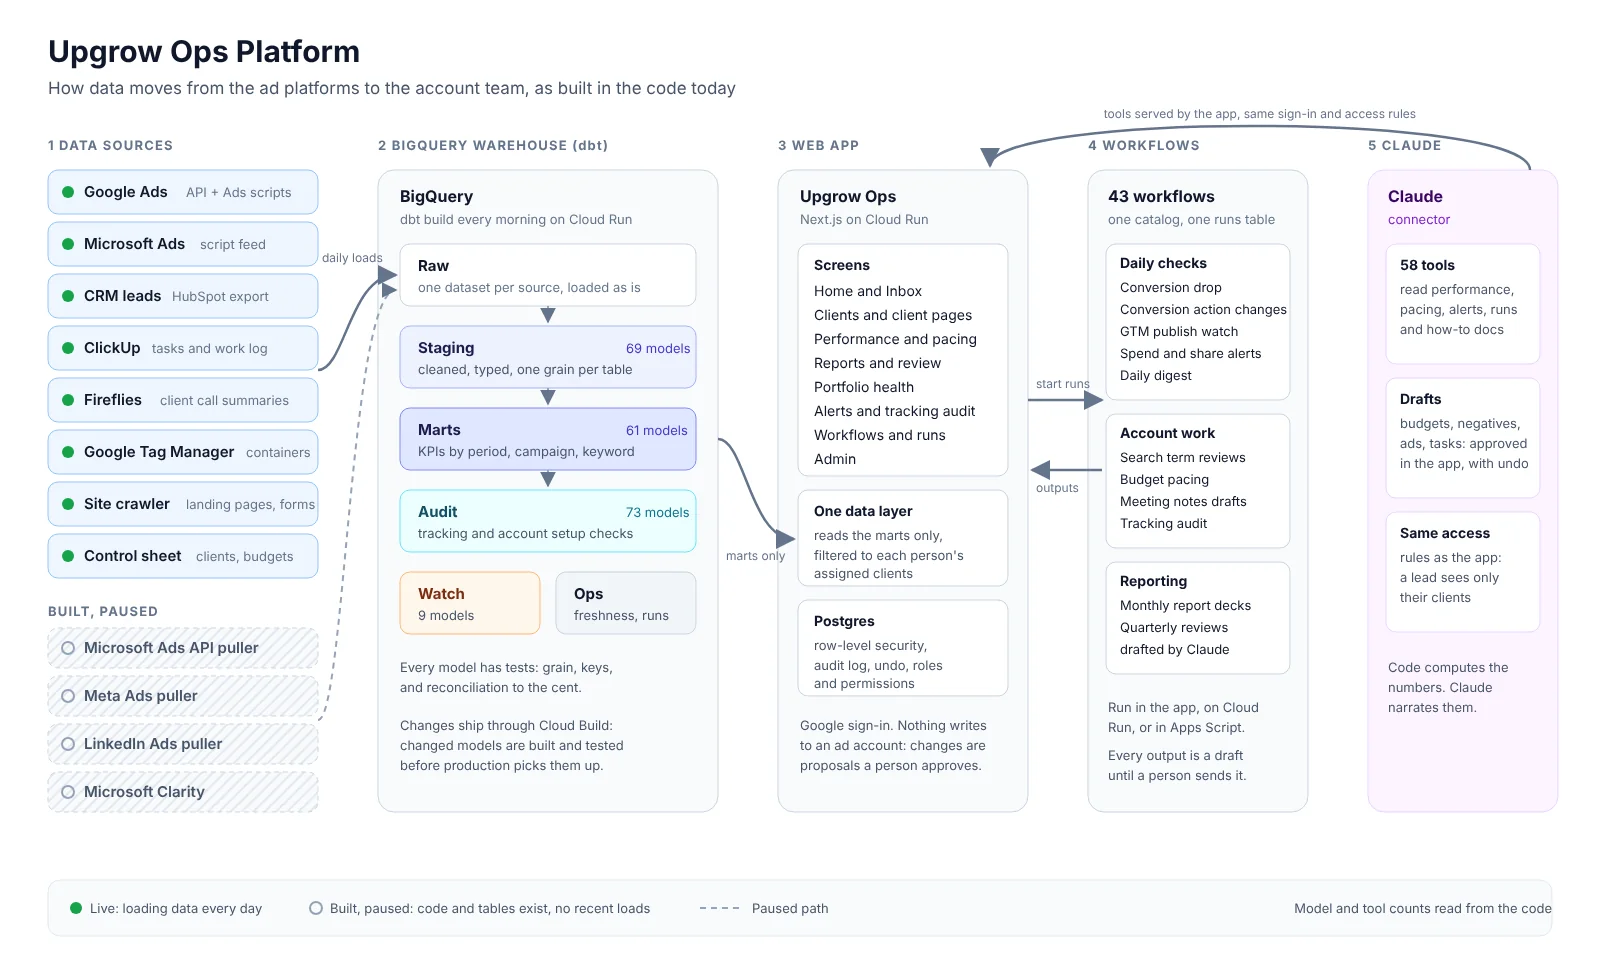 Upgrow Ops Platform
How data moves from the ad platforms to the account team, as built in the code today
tools served by the app, same sign-in and access rules
1 DATA SOURCES
Google Ads API + Ads scripts
Microsoft Ads script feed
CRM leads HubSpot export
ClickUp tasks and work log
Fireflies client call summaries
Google Tag Manager containers
Site crawler landing pages, forms
Control sheet clients, budgets
BUILT, PAUSED
Microsoft Ads API puller
Meta Ads puller
LinkedIn Ads puller
Microsoft Clarity
daily loads
2 BIGQUERY WAREHOUSE (dbt)
BigQuery
dbt build every morning on Cloud Run
Raw
one dataset per source, loaded as is
Staging 69 models
cleaned, typed, one grain per table
Marts 61 models
KPIs by period, campaign, keyword
Audit 73 models
tracking and account setup checks
Watch
9 models
Ops
freshness, runs
Every model has tests: grain, keys,
and reconciliation to the cent.
Changes ship through Cloud Build:
changed models are built and tested
before production picks them up.
marts only
3 WEB APP
Upgrow Ops
Next.js on Cloud Run
Screens
Home and Inbox
Clients and client pages
Performance and pacing
Reports and review
Portfolio health
Alerts and tracking audit
Workflows and runs
Admin
One data layer
reads the marts only,
filtered to each person's
assigned clients
Postgres
row-level security,
audit log, undo, roles
and permissions
Google sign-in. Nothing writes
to an ad account: changes are
proposals a person approves.
start runs
outputs
4 WORKFLOWS
43 workflows
one catalog, one runs table
Daily checks
Conversion drop
Conversion action changes
GTM publish watch
Spend and share alerts
Daily digest
Account work
Search term reviews
Budget pacing
Meeting notes drafts
Tracking audit
Reporting
Monthly report decks
Quarterly reviews
drafted by Claude
Run in the app, on Cloud
Run, or in Apps Script.
Every output is a draft
until a person sends it.
5 CLAUDE
Claude
connector
58 tools
read performance,
pacing, alerts, runs
and how-to docs
Drafts
budgets, negatives,
ads, tasks: approved
in the app, with undo
Same access
rules as the app:
a lead sees only
their clients
Code computes the
numbers. Claude
narrates them.
Live: loading data every day
Built, paused: code and tables exist, no recent loads
Paused path
Model and tool counts read from the code